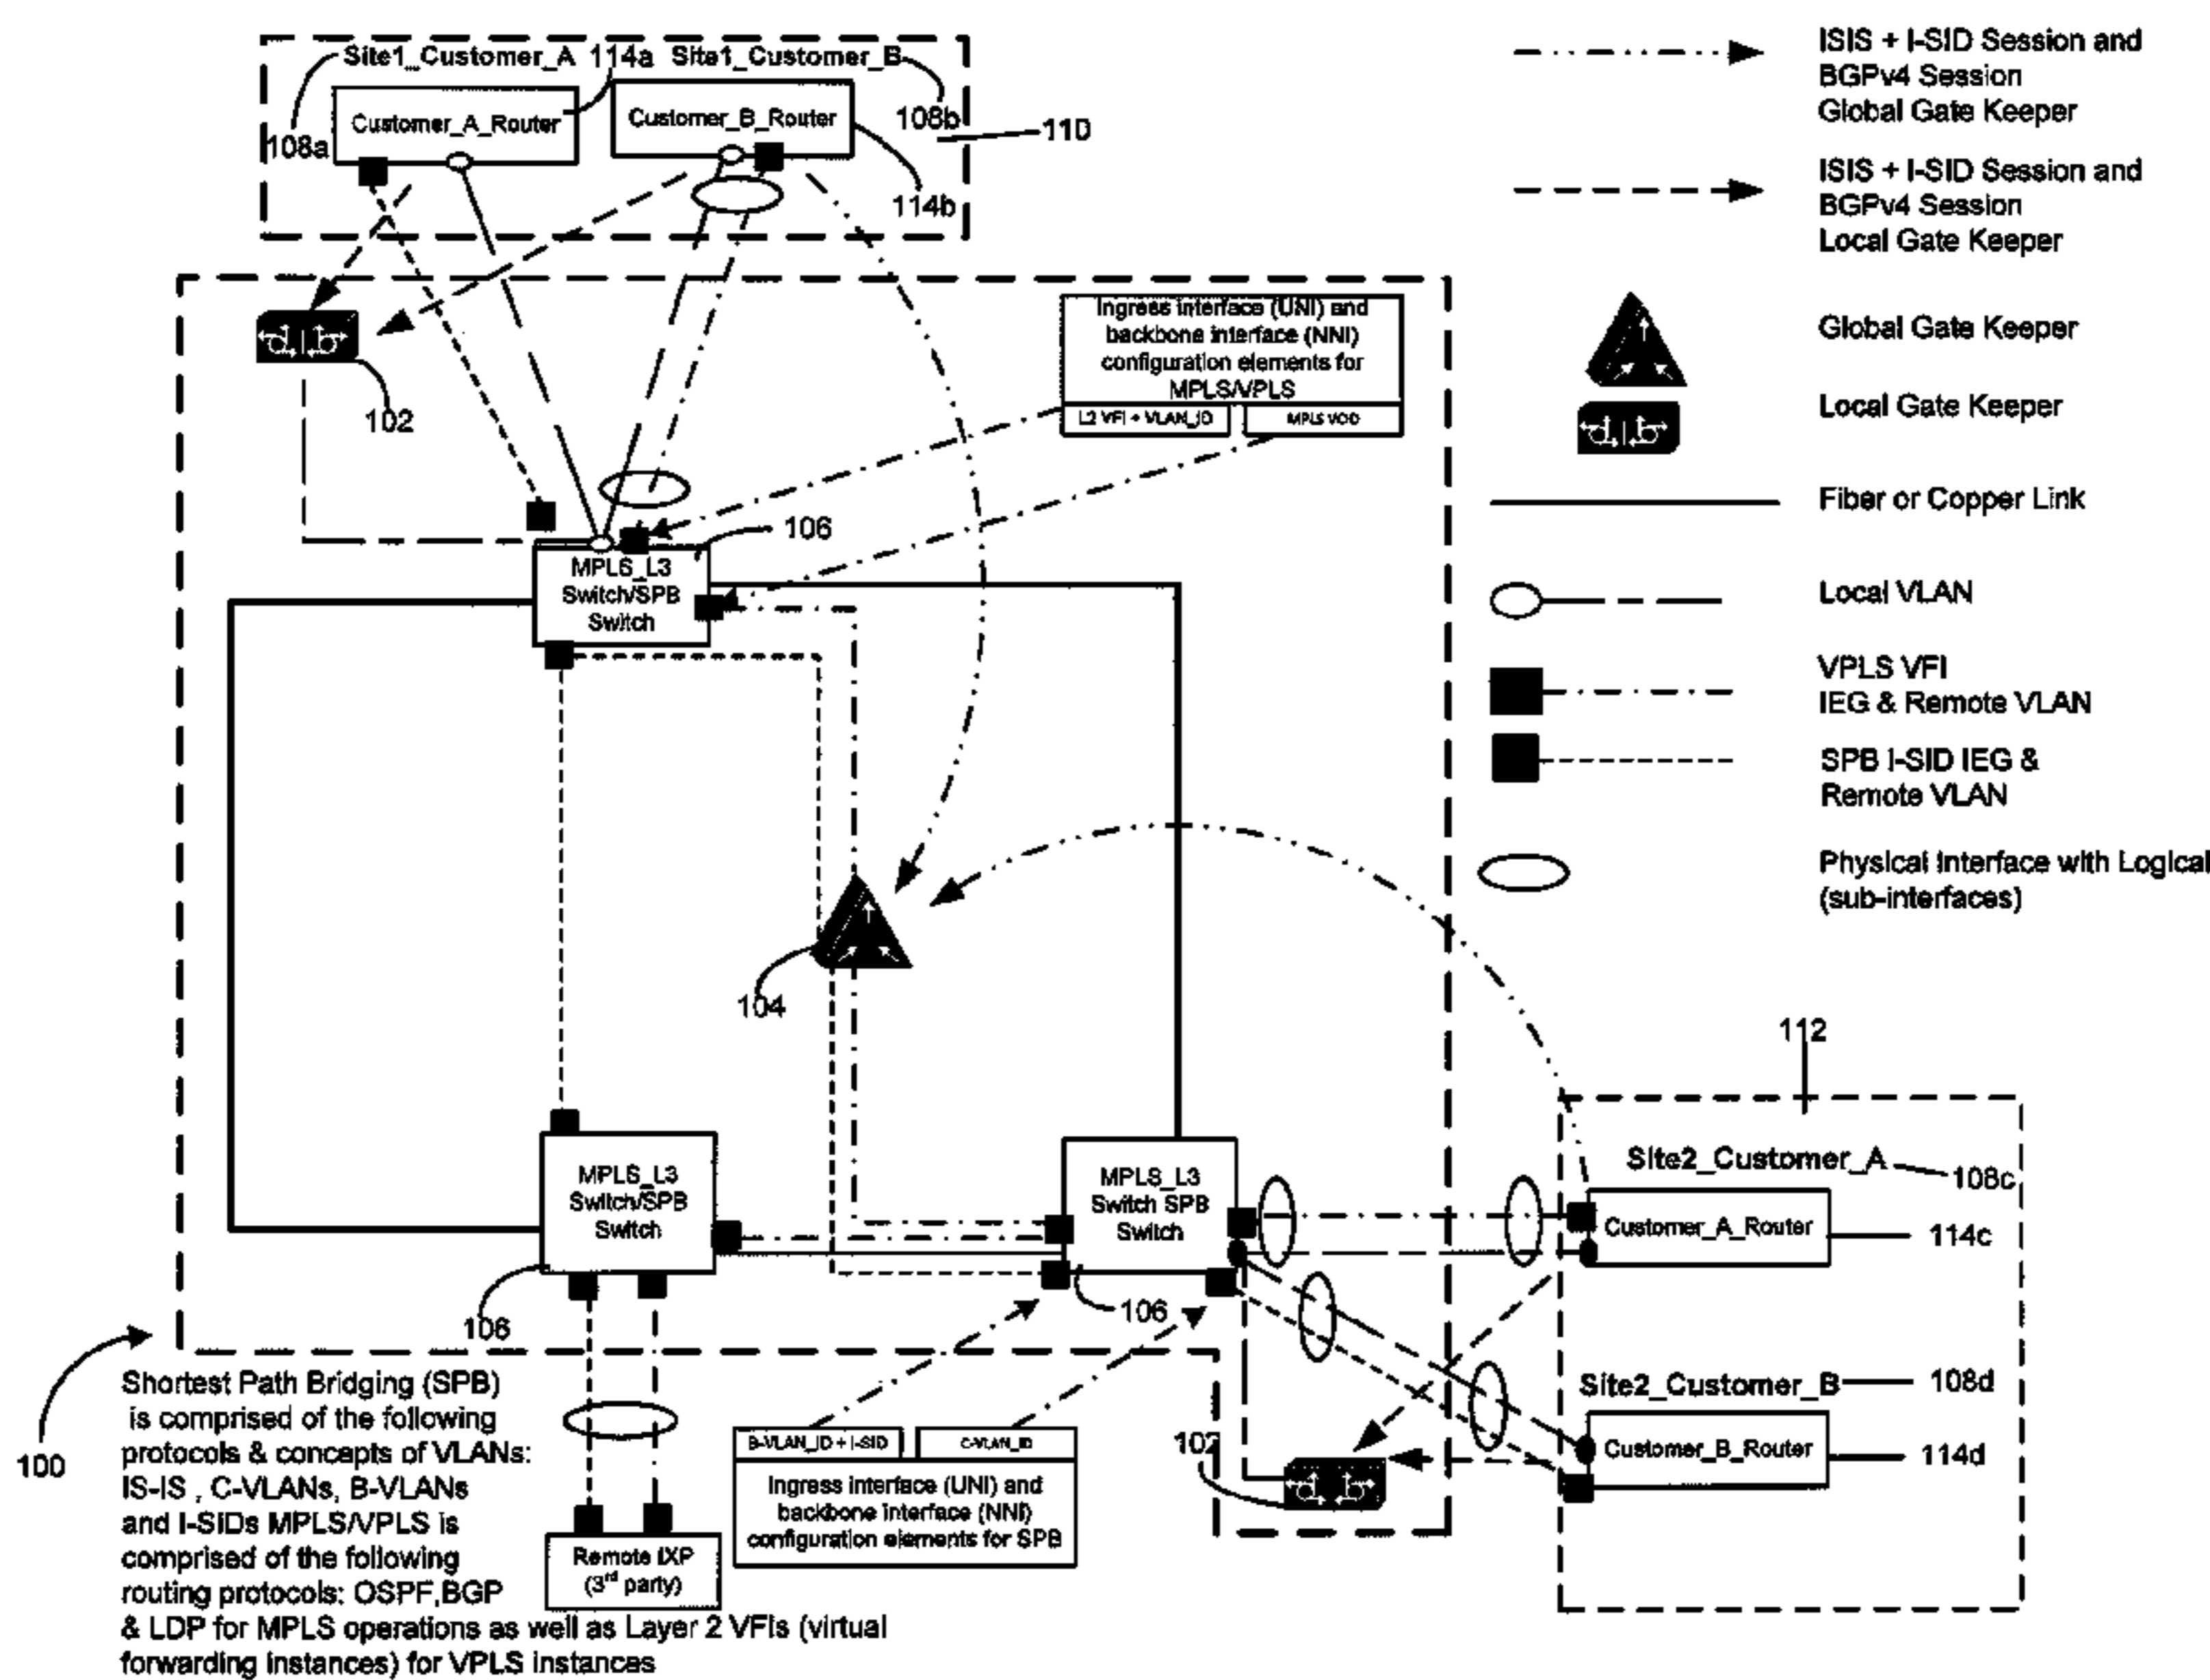 Site1_Customer_A 114a Site1_Customer_B
Customer_A_Router
Customer_B_Router
108a
108b
110
114b
102
Ingress interface (UNI) and
backbone interface (NNI)
configuration elements for
MPLS/VPLS
L2 VFI + VLAN_ID
MPLS
106
MPLS_L3
Switch/SPB
Switch
104
MPLS_L3
Switch/SPB
Switch
106
MPLS_L3
Switch SPB
Switch
106
112
Site2_Customer_A
108c
Customer_A_Router
114c
Site2_Customer_B
108d
Customer_B_Router
114d
102
B-VLAN_ID + I-SID
C-VLAN_ID
Ingress interface (UNI) and
backbone interface (NNI)
configuration elements for SPB
Remote IXP
(3rd party)
100
Shortest Path Bridging (SPB)
is comprised of the following
protocols & concepts of VLANs:
IS-IS , C-VLANs, B-VLANs
and I-SIDs MPLS/VPLS is
comprised of the following
routing protocols: OSPF,BGP
& LDP for MPLS operations as well as Layer 2 VFIs (virtual
forwarding instances) for VPLS instances
ISIS + I-SID Session and
BGPv4 Session
Global Gate Keeper
ISIS + I-SID Session and
BGPv4 Session
Local Gate Keeper
Global Gate Keeper
Local Gate Keeper
Fiber or Copper Link
Local VLAN
VPLS VFI
IEG & Remote VLAN
SPB I-SID IEG &
Remote VLAN
Physical Interface with Logical
(sub-interfaces)